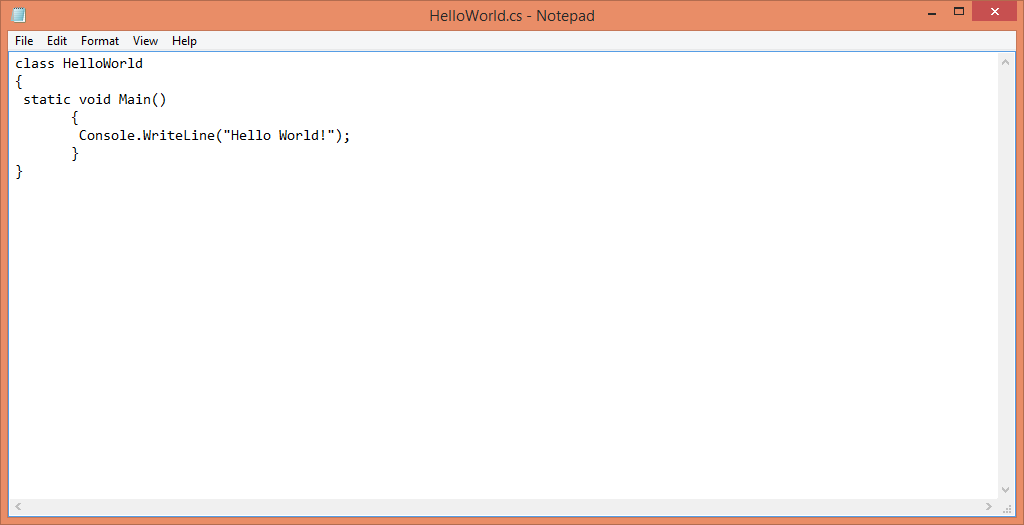 HelloWorld.cs - Notepad
File Edit Format View Help
class HelloWorld
{
 static void Main()
       {
        Console.WriteLine("Hello World!");
       }
}